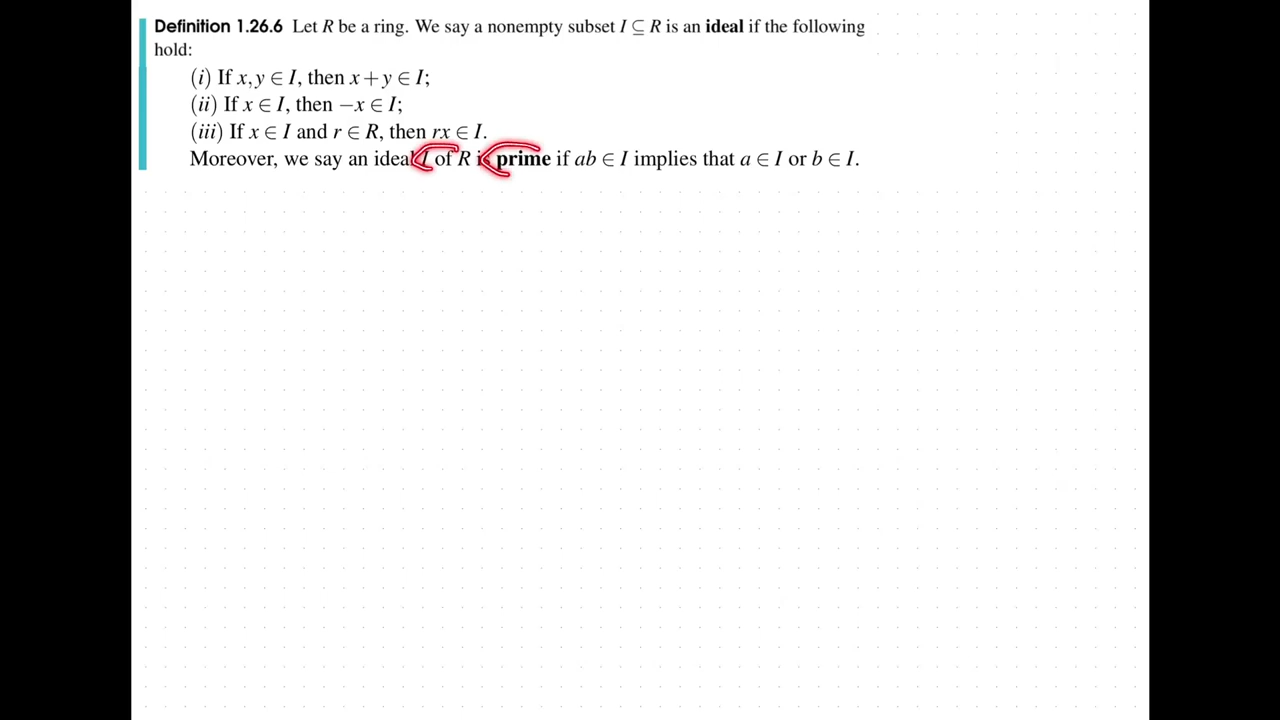 Definition 1.26.6 Let R be a ring. We say a nonempty subset I ⊆ R is an ideal if the following
hold:
(i) If x, y ∈ I, then x + y ∈ I;
(ii) If x ∈ I, then −x ∈ I;
(iii) If x ∈ I and r ∈ R, then rx ∈ I.
Moreover, we say an ideal I of R is prime if ab ∈ I implies that a ∈ I or b ∈ I.